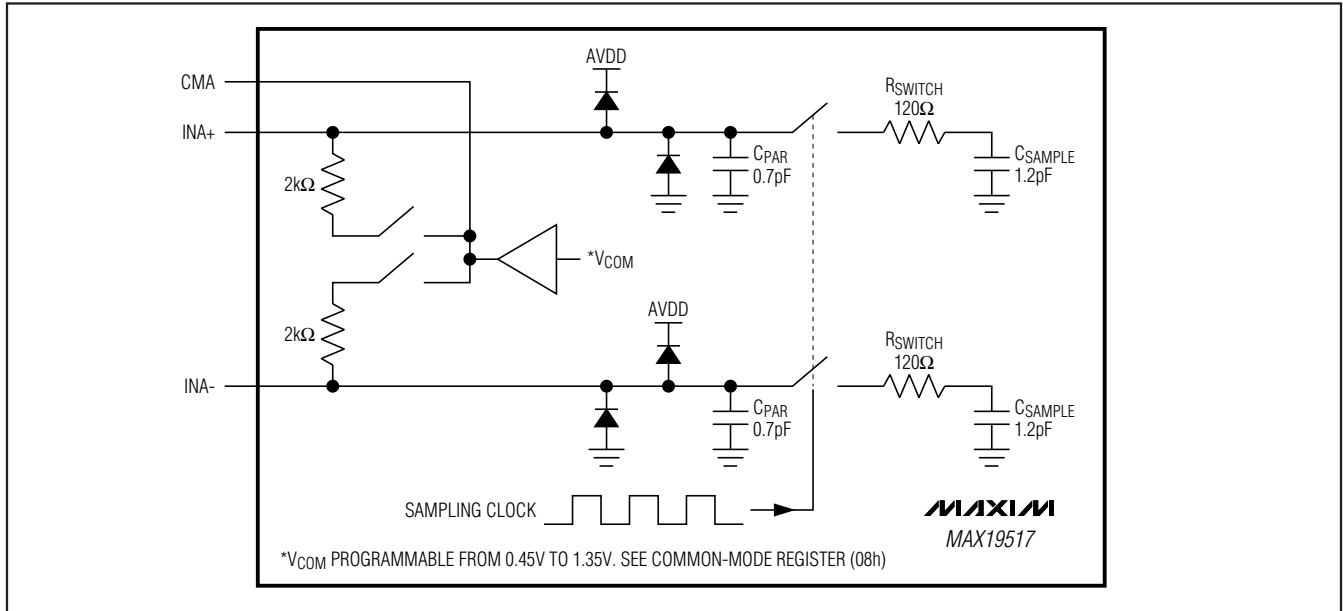 AVDD
CMA
RSWITCH
120Ω
INA+
CPAR
0.7pF
CSAMPLE
1.2pF
2kΩ
*VCOM
AVDD
2kΩ
RSWITCH
120Ω
INA-
CPAR
0.7pF
CSAMPLE
1.2pF
SAMPLING CLOCK
MAXIM
MAX19517
*VCOM PROGRAMMABLE FROM 0.45V TO 1.35V. SEE COMMON-MODE REGISTER (08h)